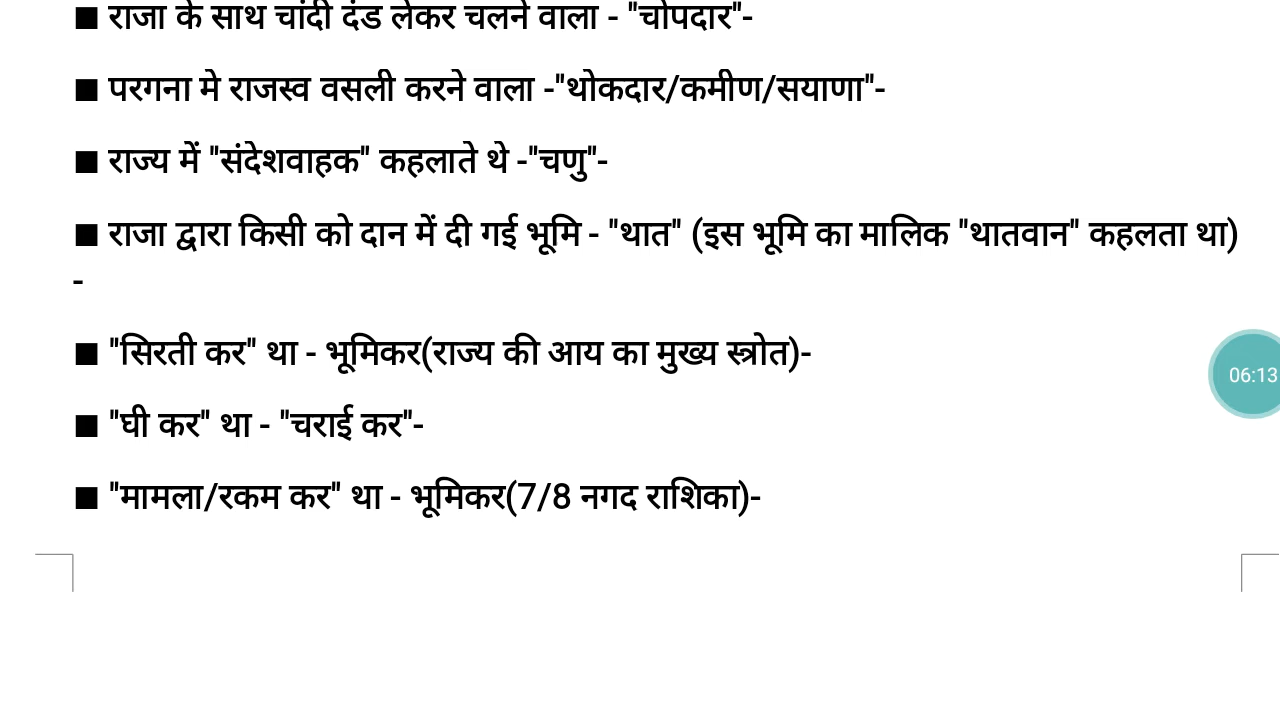 ■ राजा के साथ चांदी दंड लेकर चलने वाला - "चोपदार"-
■ परगना मे राजस्व वसली करने वाला -"थोकदार/कमीण/सयाणा"-
■ राज्य में "संदेशवाहक" कहलाते थे -"चणु"-
■ राजा द्वारा किसी को दान में दी गई भूमि - "थात" (इस भूमि का मालिक "थातवान" कहलता था)
-
■ "सिरती कर" था - भूमिकर(राज्य की आय का मुख्य स्त्रोत)-
06:13
■ "घी कर" था - "चराई कर"-
■ "मामला/रकम कर" था - भूमिकर(7/8 नगद राशिका)-